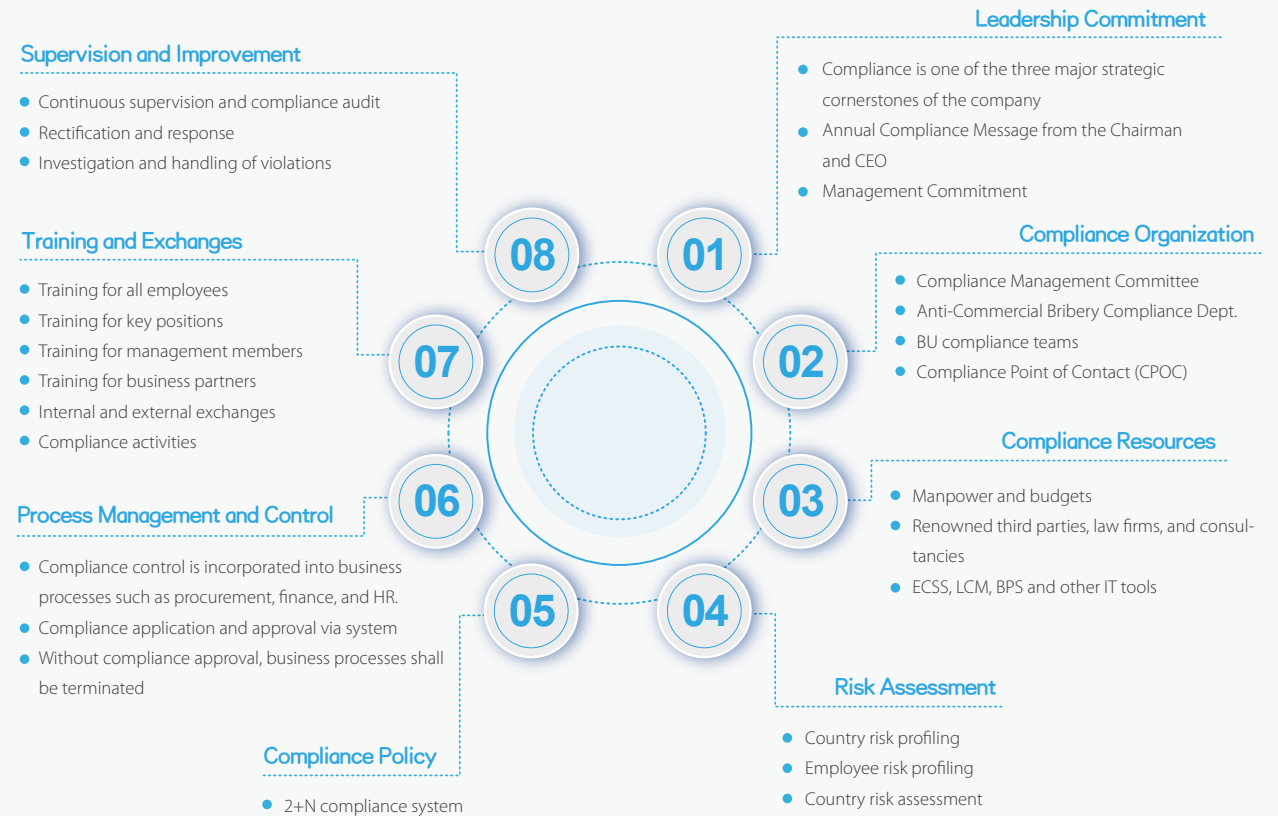 Leadership Commitment
Compliance is one of the three major strategic
cornerstones of the company
Annual Compliance Message from the Chairman
and CEO
Management Commitment
01
Compliance Organization
Compliance Management Committee
Anti-Commercial Bribery Compliance Dept.
BU compliance teams
Compliance Point of Contact (CPOC)
02
Compliance Resources
Manpower and budgets
Renowned third parties, law firms, and consul-
tancies
ECSS, LCM, BPS and other IT tools
03
Risk Assessment
Country risk profiling
Employee risk profiling
Country risk assessment
04
Compliance Policy
2+N compliance system
05
Process Management and Control
Compliance control is incorporated into business
processes such as procurement, finance, and HR.
Compliance application and approval via system
Without compliance approval, business processes shall
be terminated
06
Training and Exchanges
Training for all employees
Training for key positions
Training for management members
Training for business partners
Internal and external exchanges
Compliance activities
07
Supervision and Improvement
Continuous supervision and compliance audit
Rectification and response
Investigation and handling of violations
08